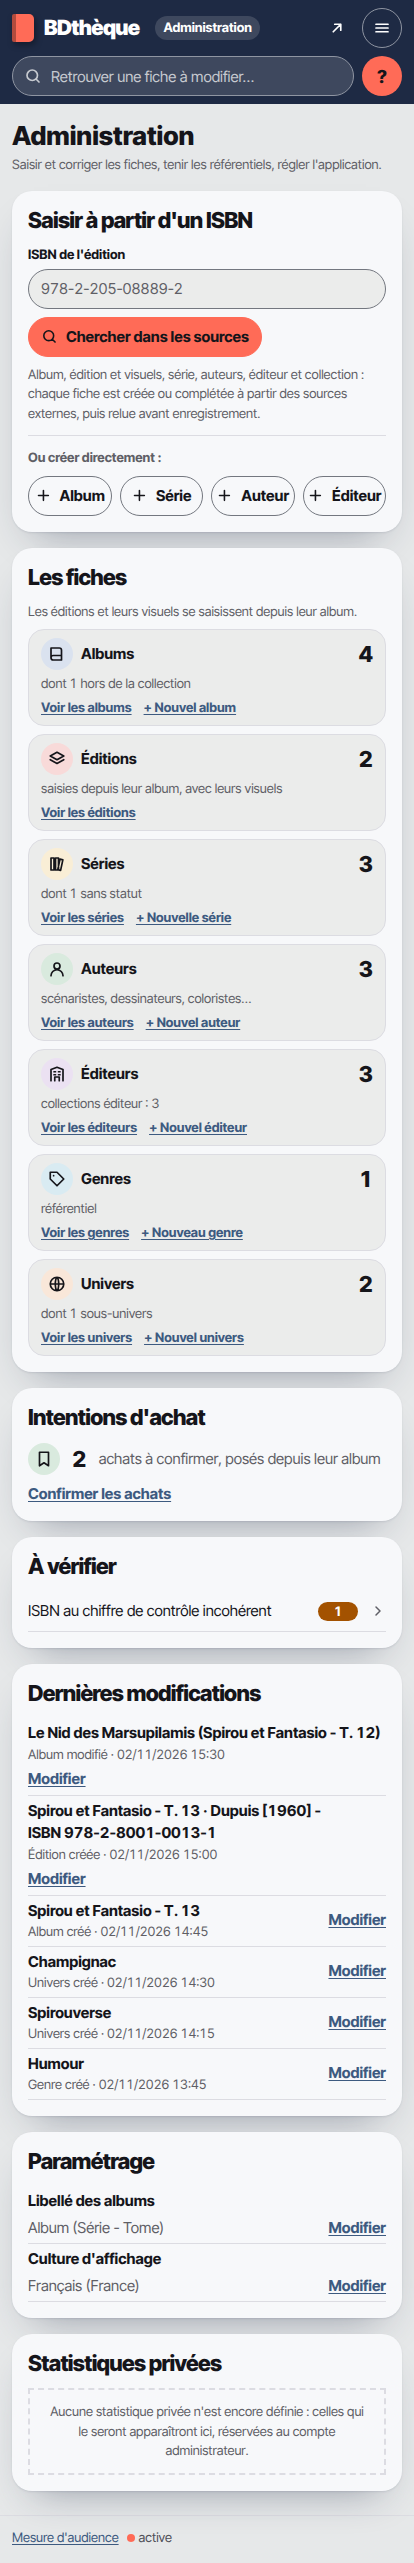 BDthèque Administration
Retrouver une fiche à modifier... ?
Administration
Saisir et corriger les fiches, tenir les référentiels, régler l'application.
Saisir à partir d'un ISBN
ISBN de l'édition
978-2-205-08889-2
Chercher dans les sources
Album, édition et visuels, série, auteurs, éditeur et collection :
chaque fiche est créée ou complétée à partir des sources
externes, puis relue avant enregistrement.
Ou créer directement :
+ Album + Série + Auteur + Éditeur
Les fiches
Les éditions et leurs visuels se saisissent depuis leur album.
Albums 4
dont 1 hors de la collection
Voir les albums + Nouvel album
Éditions 2
saisies depuis leur album, avec leurs visuels
Voir les éditions
Séries 3
dont 1 sans statut
Voir les séries + Nouvelle série
Auteurs 3
scénaristes, dessinateurs, coloristes...
Voir les auteurs + Nouvel auteur
Éditeurs 3
collections éditeur : 3
Voir les éditeurs + Nouvel éditeur
Genres 1
référentiel
Voir les genres + Nouveau genre
Univers 2
dont 1 sous-univers
Voir les univers + Nouvel univers
Intentions d'achat
2 achats à confirmer, posés depuis leur album
Confirmer les achats
À vérifier
ISBN au chiffre de contrôle incohérent 1
Dernières modifications
Le Nid des Marsupilamis (Spirou et Fantasio - T. 12)
Album modifié · 02/11/2026 15:30
Modifier
Spirou et Fantasio - T. 13 · Dupuis [1960] -
ISBN 978-2-8001-0013-1
Édition créée · 02/11/2026 15:00
Modifier
Spirou et Fantasio - T. 13
Album créé · 02/11/2026 14:45
Modifier
Champignac
Univers créé · 02/11/2026 14:30
Modifier
Spirouverse
Univers créé · 02/11/2026 14:15
Modifier
Humour
Genre créé · 02/11/2026 13:45
Modifier
Paramétrage
Libellé des albums
Album (Série - Tome) Modifier
Culture d'affichage
Français (France) Modifier
Statistiques privées
Aucune statistique privée n'est encore définie : celles qui
le seront apparaîtront ici, réservées au compte
administrateur.
Mesure d'audience active